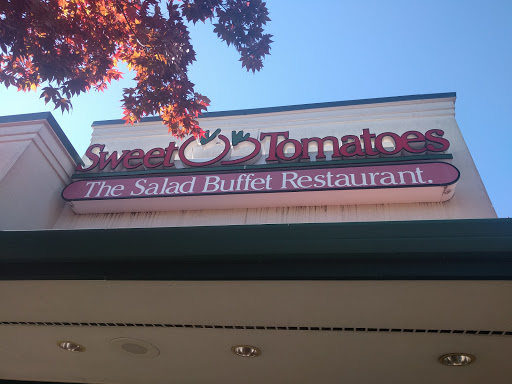 Sweet Tomatoes
The Salad Buffet Restaurant.